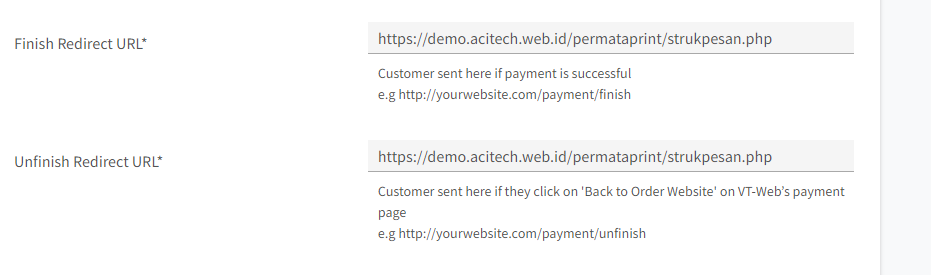 Finish Redirect URL*
https://demo.acitech.web.id/permataprint/strukpesan.php
Customer sent here if payment is successful
e.g http://yourwebsite.com/payment/finish
Unfinish Redirect URL*
https://demo.acitech.web.id/permataprint/strukpesan.php
Customer sent here if they click on 'Back to Order Website' on VT-Web's payment
page
e.g http://yourwebsite.com/payment/unfinish